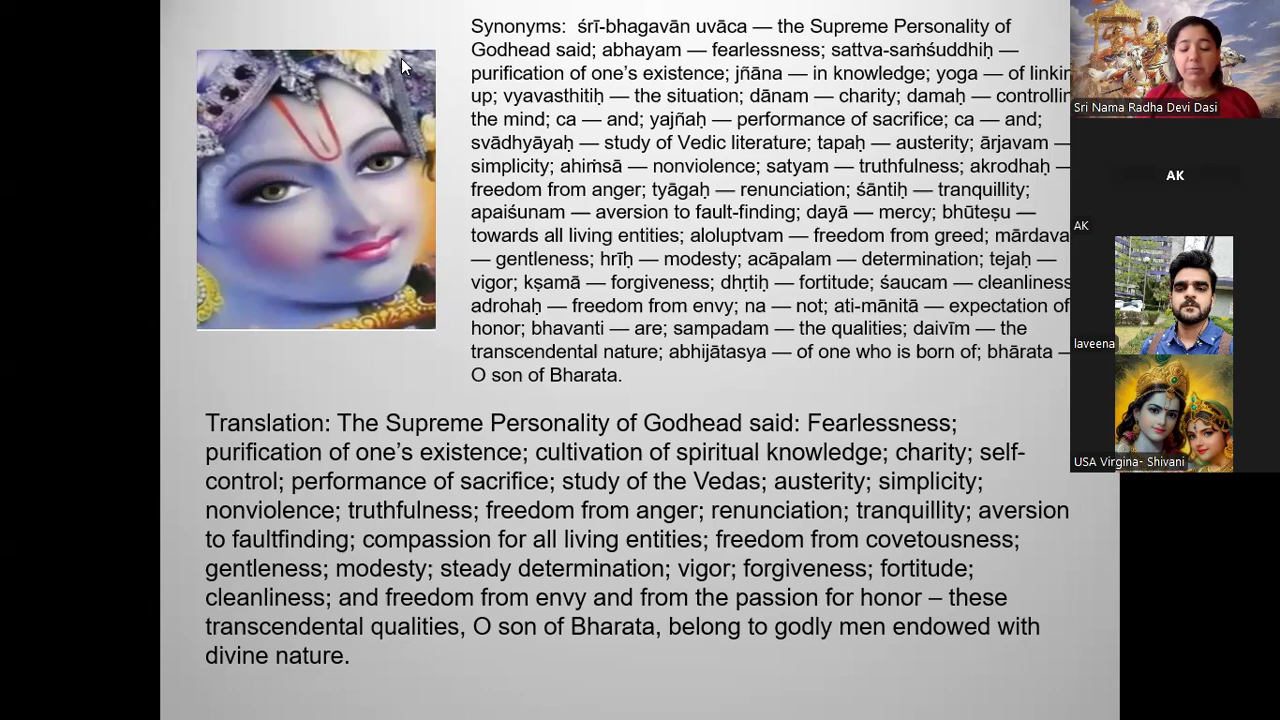 Synonyms: śrī-bhagavān uvāca — the Supreme Personality of
Godhead said; abhayam — fearlessness; sattva-saṁśuddhiḥ —
purification of one's existence; jñāna — in knowledge; yoga — of linkin
up; vyavasthitiḥ — the situation; dānam — charity; damaḥ — controllin
the mind; ca — and; yajñaḥ — performance of sacrifice; ca — and;
svādhyāyaḥ — study of Vedic literature; tapaḥ — austerity; ārjavam —
simplicity; ahiṁsā — nonviolence; satyam — truthfulness; akrodhaḥ —
freedom from anger; tyāgaḥ — renunciation; śāntiḥ — tranquillity;
apaiśunam — aversion to fault-finding; dayā — mercy; bhūteṣu —
towards all living entities; aloluptvam — freedom from greed; mārdava
— gentleness; hrīḥ — modesty; acāpalam — determination; tejaḥ —
vigor; kṣamā — forgiveness; dhṛtiḥ — fortitude; śaucam — cleanliness
adrohaḥ — freedom from envy; na — not; ati-mānitā — expectation of
honor; bhavanti — are; sampadam — the qualities; daivīm — the
transcendental nature; abhijātasya — of one who is born of; bhārata —
O son of Bharata.
Translation: The Supreme Personality of Godhead said: Fearlessness;
purification of one's existence; cultivation of spiritual knowledge; charity; self-
control; performance of sacrifice; study of the Vedas; austerity; simplicity;
nonviolence; truthfulness; freedom from anger; renunciation; tranquillity; aversion
to faultfinding; compassion for all living entities; freedom from covetousness;
gentleness; modesty; steady determination; vigor; forgiveness; fortitude;
cleanliness; and freedom from envy and from the passion for honor – these
transcendental qualities, O son of Bharata, belong to godly men endowed with
divine nature.
Sri Nama Radha Devi Dasi
AK
AK
laveena
USA Virgina- Shivani